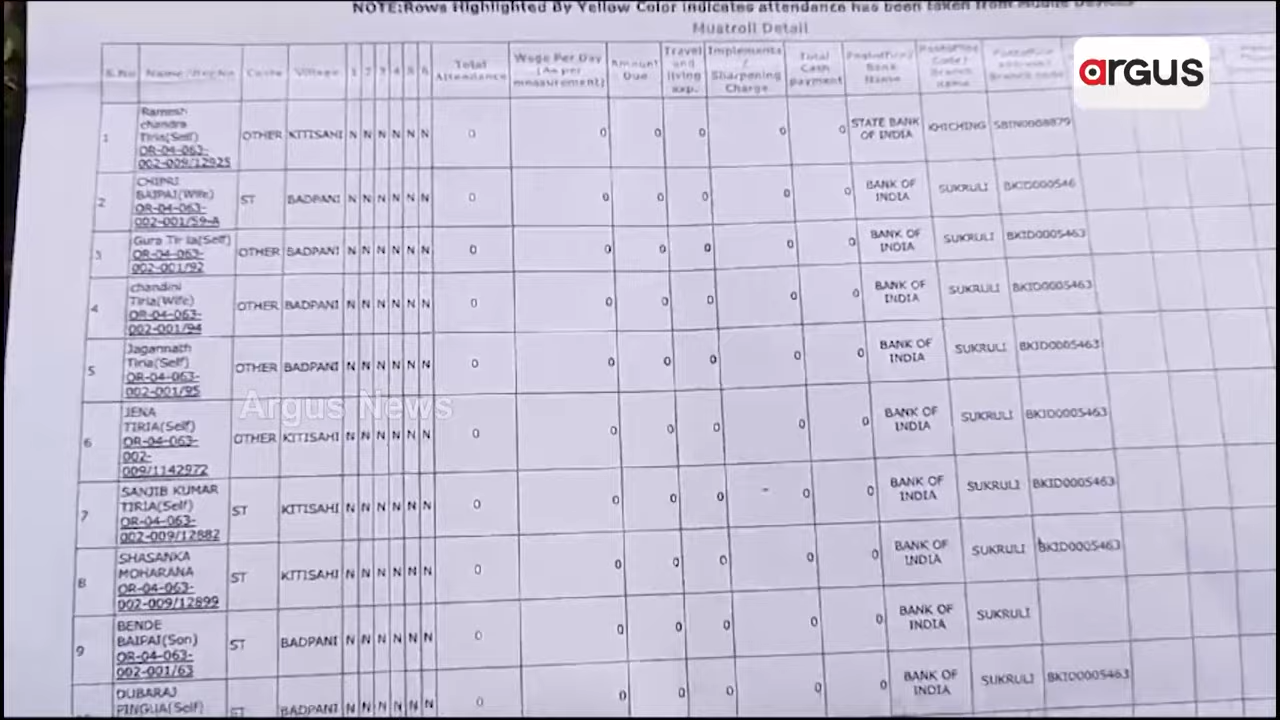 NOTE:Rows Highlighted By Yellow Color indicates attendance has been taken from Mobile Devices
Mustroll Detail
argus
S.No Name/Reg No Caste Village 1 2 3 4 5 6 Total Attendance Wage Per Day (As per measurement) Amount Due Travel and living exp. Implements / Sharpening Charge Total Cash payment Postoffice/ Bank Name Postoffice Code/ Branch name
1 Ramesh chandra Tiria(Self) OR-04-063-002-009/12925 OTHER KITISAHI N N N N N N 0 0 0 0 0 0 STATE BANK OF INDIA KHICHING SBIN0008879
2 CHIPRI BAIPAI(Wife) OR-04-063-002-001/59-A ST BADPANI N N N N N N 0 0 0 0 0 0 BANK OF INDIA SUKRULI BKID000546
3 Gura Tiria(Self) OR-04-063-002-001/92 OTHER BADPANI N N N N N N 0 0 0 0 0 0 BANK OF INDIA SUKRULI BKID0005463
4 chandini Tiria(Wife) OR-04-063-002-001/94 OTHER BADPANI N N N N N N 0 0 0 0 0 0 BANK OF INDIA SUKRULI BKID0005463
5 Jagannath Tiria(Self) OR-04-063-002-001/95 OTHER BADPANI N N N N N N 0 0 0 0 0 0 BANK OF INDIA SUKRULI BKID0005463
Argus News
6 JENA TIRIA(Self) OR-04-063-002-009/1142972 OTHER KITISAHI N N N N N N 0 0 0 0 0 0 BANK OF INDIA SUKRULI BKID0005463
7 SANJIB KUMAR TIRIA(Self) OR-04-063-002-009/12882 ST KITISAHI N N N N N N 0 0 0 0 0 0 BANK OF INDIA SUKRULI BKID0005463
8 SHASANKA MOHARANA OR-04-063-002-009/12899 ST KITISAHI N N N N N N 0 0 0 0 0 0 BANK OF INDIA SUKRULI BKID0005463
9 BENDE BAIPAI(Son) OR-04-063-002-001/63 ST BADPANI N N N N N N 0 0 0 0 0 0 BANK OF INDIA SUKRULI
DUBARAJ PINGUA(Self) ST BADPANI N N N N N N 0 0 0 0 0 0 BANK OF INDIA SUKRULI BKID0005463